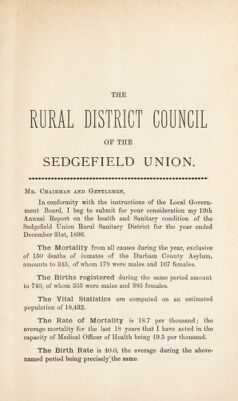 THE
RURAL DISTRICT COUNCIL
OF THE
SEDGEFIELD UNION.
MR. CHAIRMAN AND GENTLEMEN,
In conformity with the instructions of the Local Govern-
ment Board, I beg to submit for your consideration my 19th
Annual Report on the health and Sanitary condition of the
Sedgefield Union Rural Sanitary District for the year ended
December 31st, 1896.
The Mortality from all causes during the year, exclusive
of 150 deaths of inmates of the Durham County Asylum,
amounts to 345, of whom 178 were males and 167 females.
The Births registered during the same period amount
to 740, of whom 355 were males and 385 females.
The Vital Statistics are computed on an estimated
population of 18,432.
The Rate of Mortality is 18.7 per thousand; the
average mortality for the last 18 years that I have acted in the
capacity of Medical Officer of Health being 19.5 per thousand.
The Birth Rate is 40.0, the average during the above-
named period being precisely the same.